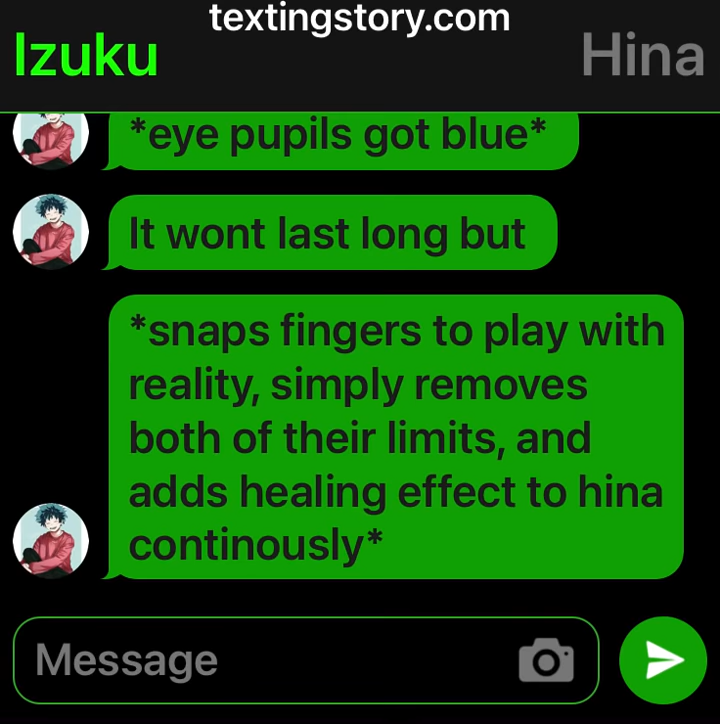 textingstory.com
Izuku
Hina
*eye pupils got blue*
It wont last long but
*snaps fingers to play with
reality, simply removes
both of their limits, and
adds healing effect to hina
continously*
Message